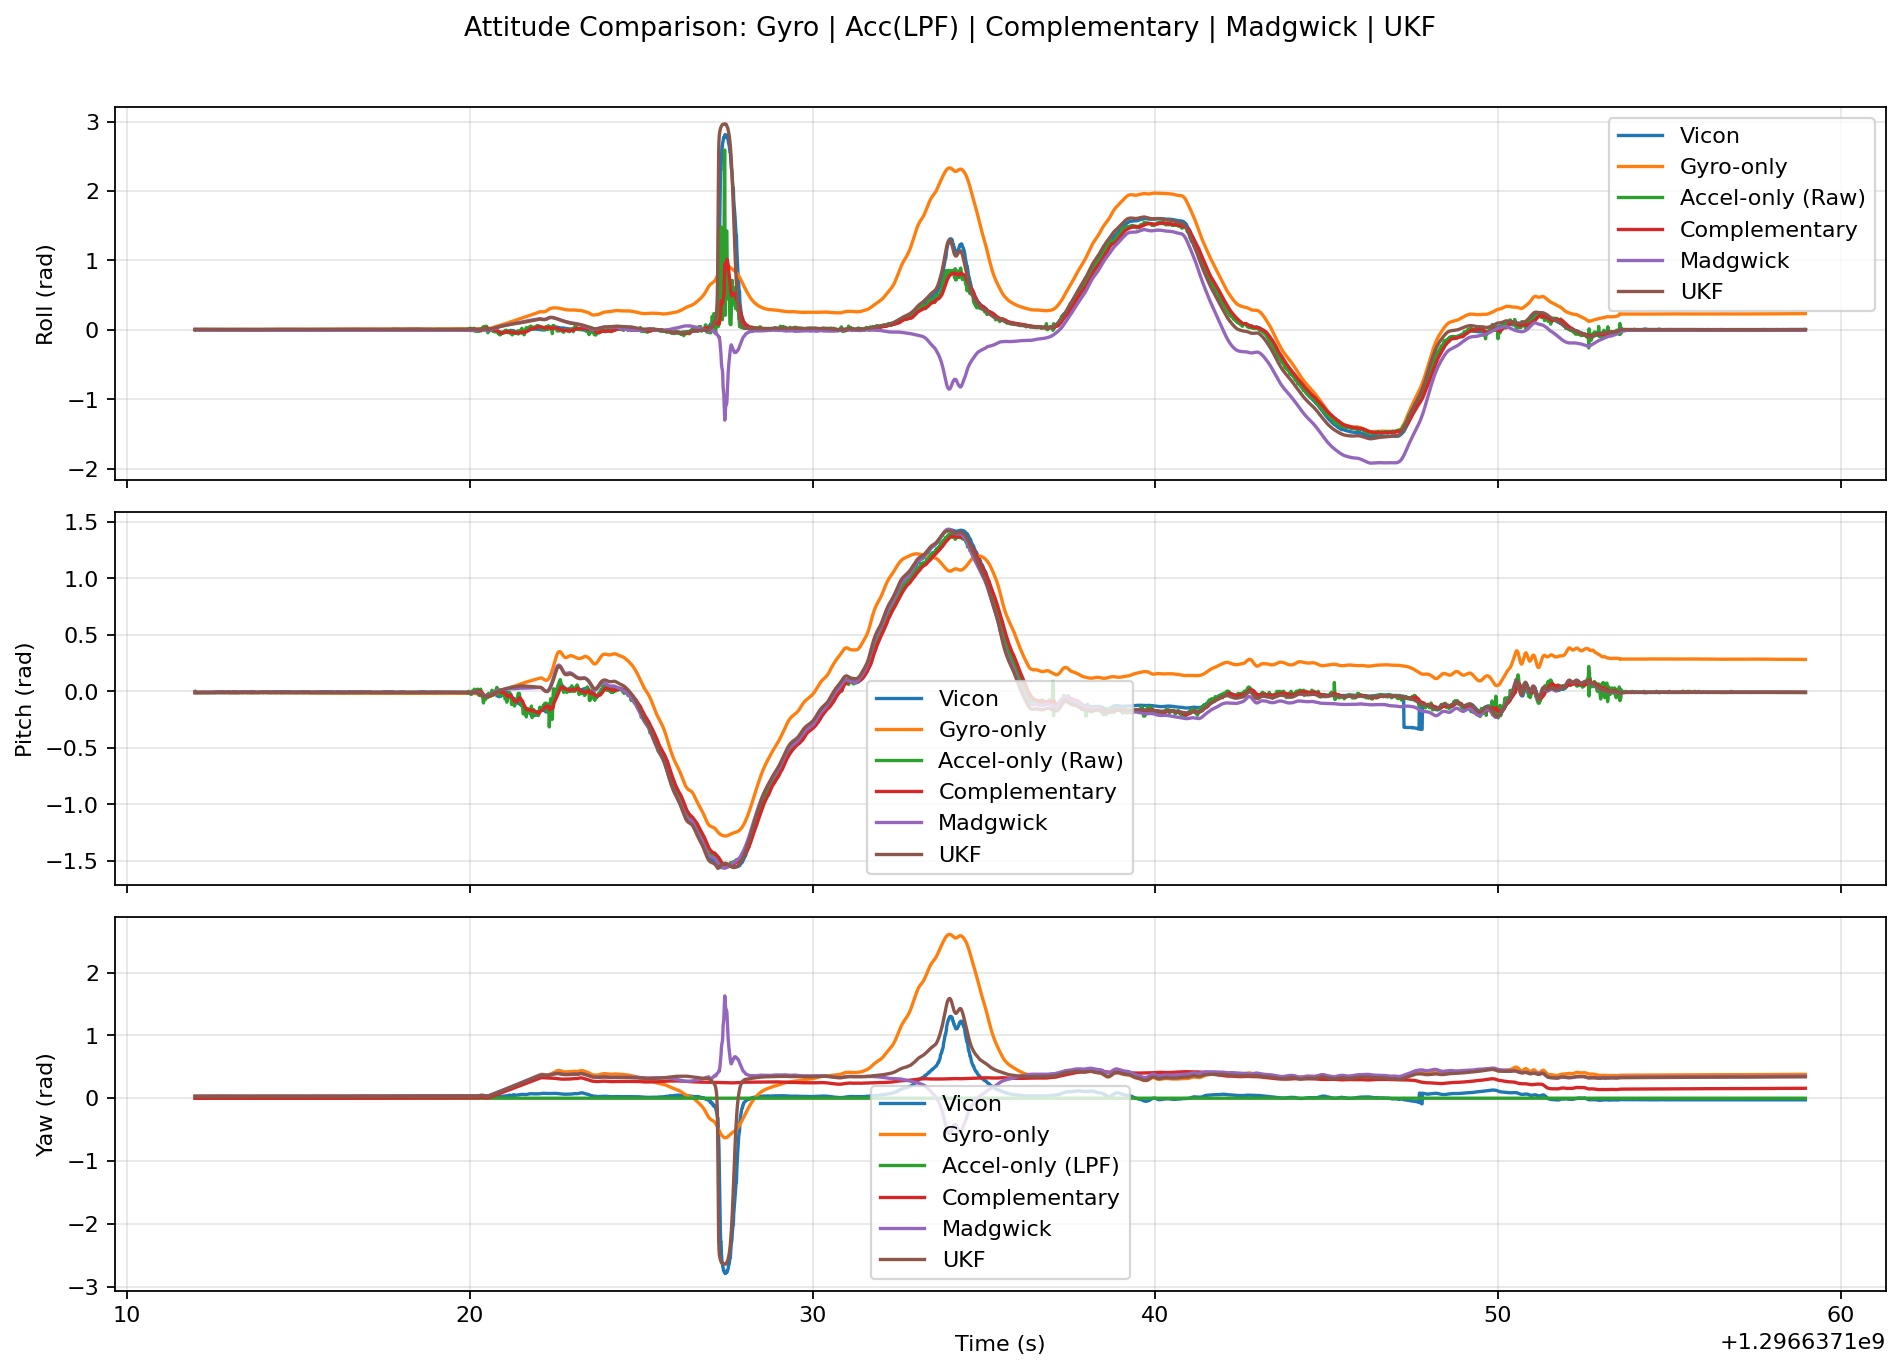 Attitude Comparison: Gyro | Acc(LPF) | Complementary | Madgwick | UKF
Roll (rad)
3
2
1
0
−1
−2
Vicon
Gyro-only
Accel-only (Raw)
Complementary
Madgwick
UKF
Pitch (rad)
1.5
1.0
0.5
0.0
−0.5
−1.0
−1.5
Vicon
Gyro-only
Accel-only (Raw)
Complementary
Madgwick
UKF
Yaw (rad)
2
1
0
−1
−2
−3
Vicon
Gyro-only
Accel-only (LPF)
Complementary
Madgwick
UKF
10 20 30 40 50 60
Time (s)
+1.2966371e9